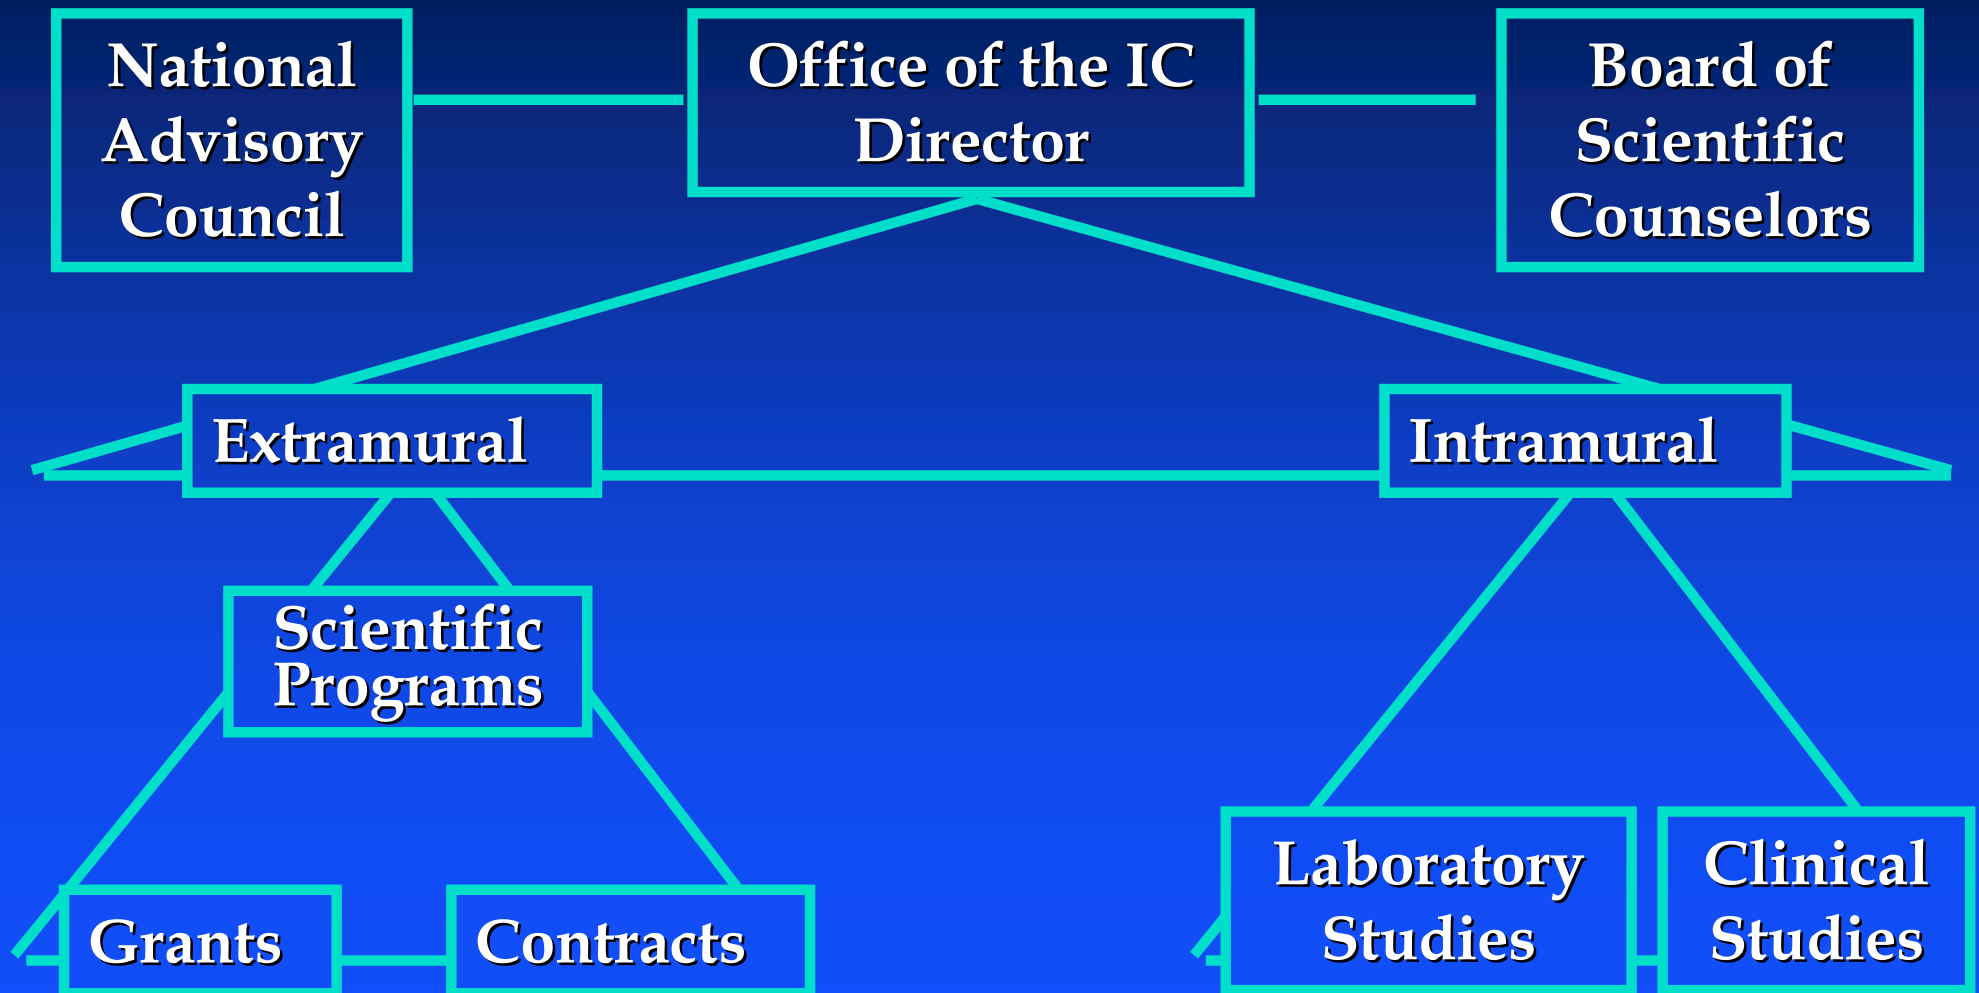 National
Advisory
Council
Office of the IC
Director
Board of
Scientific
Counselors
Extramural
Intramural
Scientific
Programs
Grants
Contracts
Laboratory
Studies
Clinical
Studies